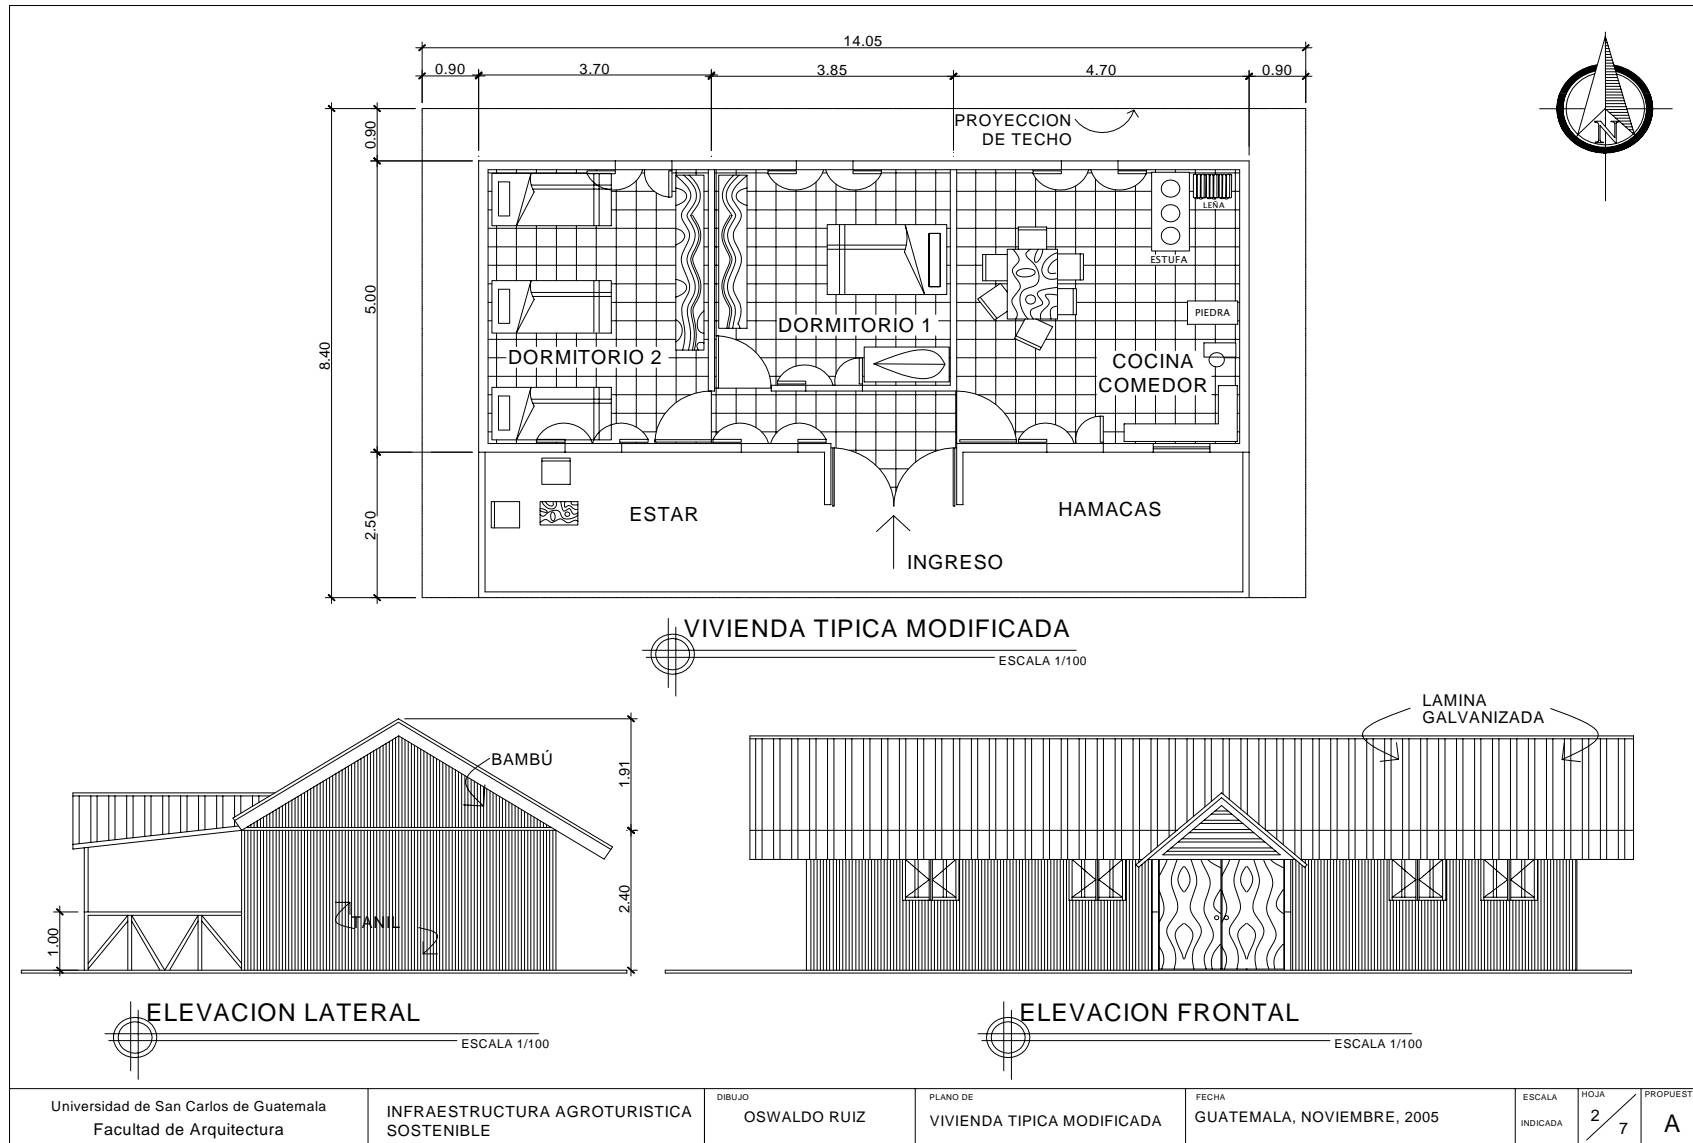 14.05
0.90
3.70
3.85
4.70
0.90
PROYECCION
DE TECHO
N
0.90
5.00
8.40
2.50
LEÑA
ESTUFA
PIEDRA
DORMITORIO 1
DORMITORIO 2
COCINA
COMEDOR
ESTAR
HAMACAS
INGRESO
VIVIENDA TIPICA MODIFICADA
ESCALA 1/100
BAMBÚ
1.91
2.40
1.00
TANIL
ELEVACION LATERAL
ESCALA 1/100
LAMINA
GALVANIZADA
ELEVACION FRONTAL
ESCALA 1/100
Universidad de San Carlos de Guatemala
Facultad de Arquitectura
INFRAESTRUCTURA AGROTURISTICA
SOSTENIBLE
DIBUJO
OSWALDO RUIZ
PLANO DE
VIVIENDA TIPICA MODIFICADA
FECHA
GUATEMALA, NOVIEMBRE, 2005
ESCALA
INDICADA
HOJA
2/7
PROPUEST
A